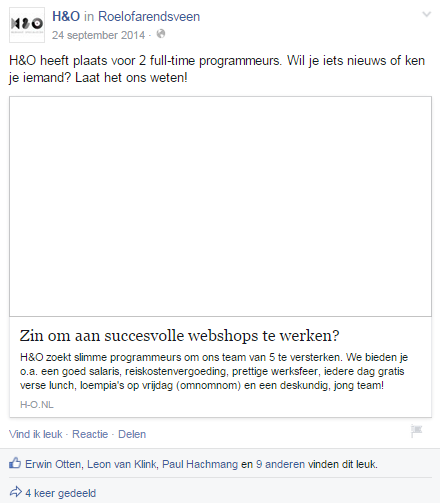 H&O
H&O in Roelofarendsveen
24 september 2014 ·
H&O heeft plaats voor 2 full-time programmeurs. Wil je iets nieuws of ken
je iemand? Laat het ons weten!
Zin om aan succesvolle webshops te werken?
H&O zoekt slimme programmeurs om ons team van 5 te versterken. We bieden je
o.a. een goed salaris, reiskostenvergoeding, prettige werksfeer, iedere dag gratis
verse lunch, loempia's op vrijdag (omnomnom) en een deskundig, jong team!
H-O.NL
Vind ik leuk · Reactie · Delen
Erwin Otten, Leon van Klink, Paul Hachmang en 9 anderen vinden dit leuk.
4 keer gedeeld